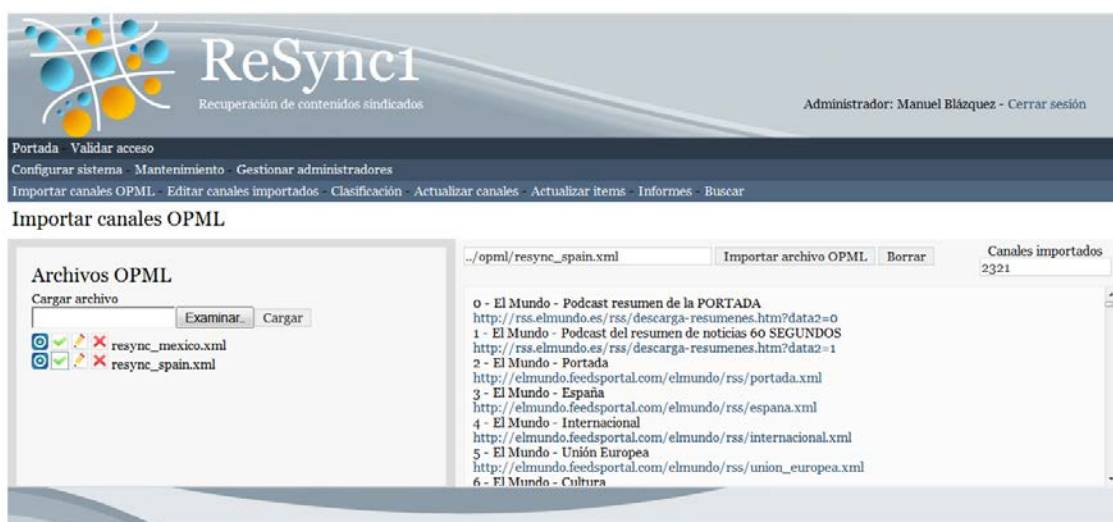 ReSync1
Recuperación de contenidos sindicados
Administrador: Manuel Blázquez - Cerrar sesión
Portada - Validar acceso
Configurar sistema - Mantenimiento - Gestionar administradores
Importar canales OPML - Editar canales importados - Clasificación - Actualizar canales - Actualizar items - Informes - Buscar
Importar canales OPML
Archivos OPML
Cargar archivo
Examinar.. Cargar
resync_mexico.xml
resync_spain.xml
../opml/resync_spain.xml Importar archivo OPML Borrar
Canales importados
2321
0 - El Mundo - Podcast resumen de la PORTADA
http://rss.elmundo.es/rss/descarga-resumenes.htm?data2=0
1 - El Mundo - Podcast del resumen de noticias 60 SEGUNDOS
http://rss.elmundo.es/rss/descarga-resumenes.htm?data2=1
2 - El Mundo - Portada
http://elmundo.feedsportal.com/elmundo/rss/portada.xml
3 - El Mundo - España
http://elmundo.feedsportal.com/elmundo/rss/espana.xml
4 - El Mundo - Internacional
http://elmundo.feedsportal.com/elmundo/rss/internacional.xml
5 - El Mundo - Unión Europea
http://elmundo.feedsportal.com/elmundo/rss/union_europea.xml
6 - El Mundo - Cultura